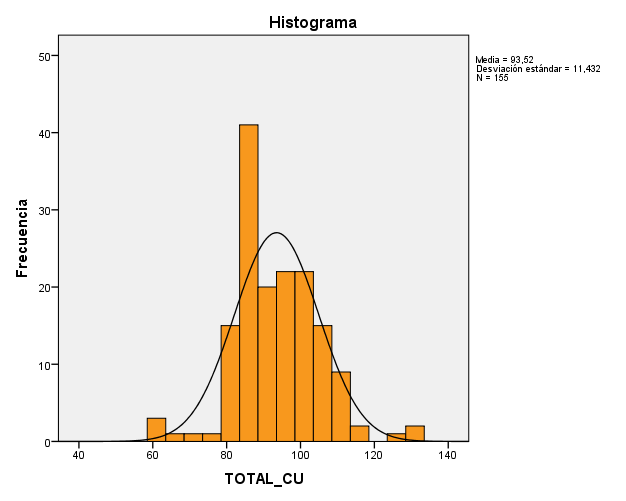 Histograma
Media = 93,52
Desviación estándar = 11,432
N = 155
50
40
30
20
10
0
Frecuencia
40 60 80 100 120 140
TOTAL_CU